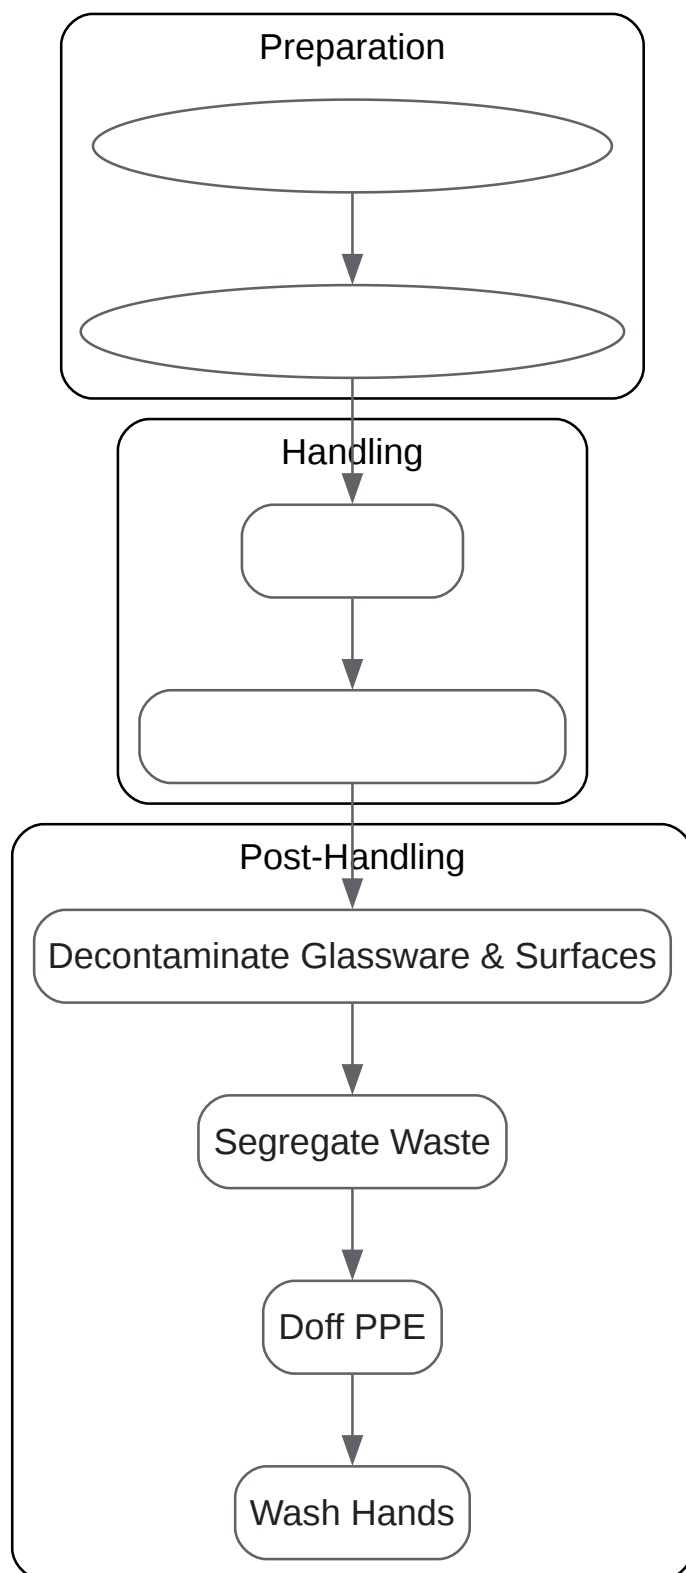 Preparation
Handling
Post-Handling
Decontaminate Glassware & Surfaces
Segregate Waste
Doff PPE
Wash Hands